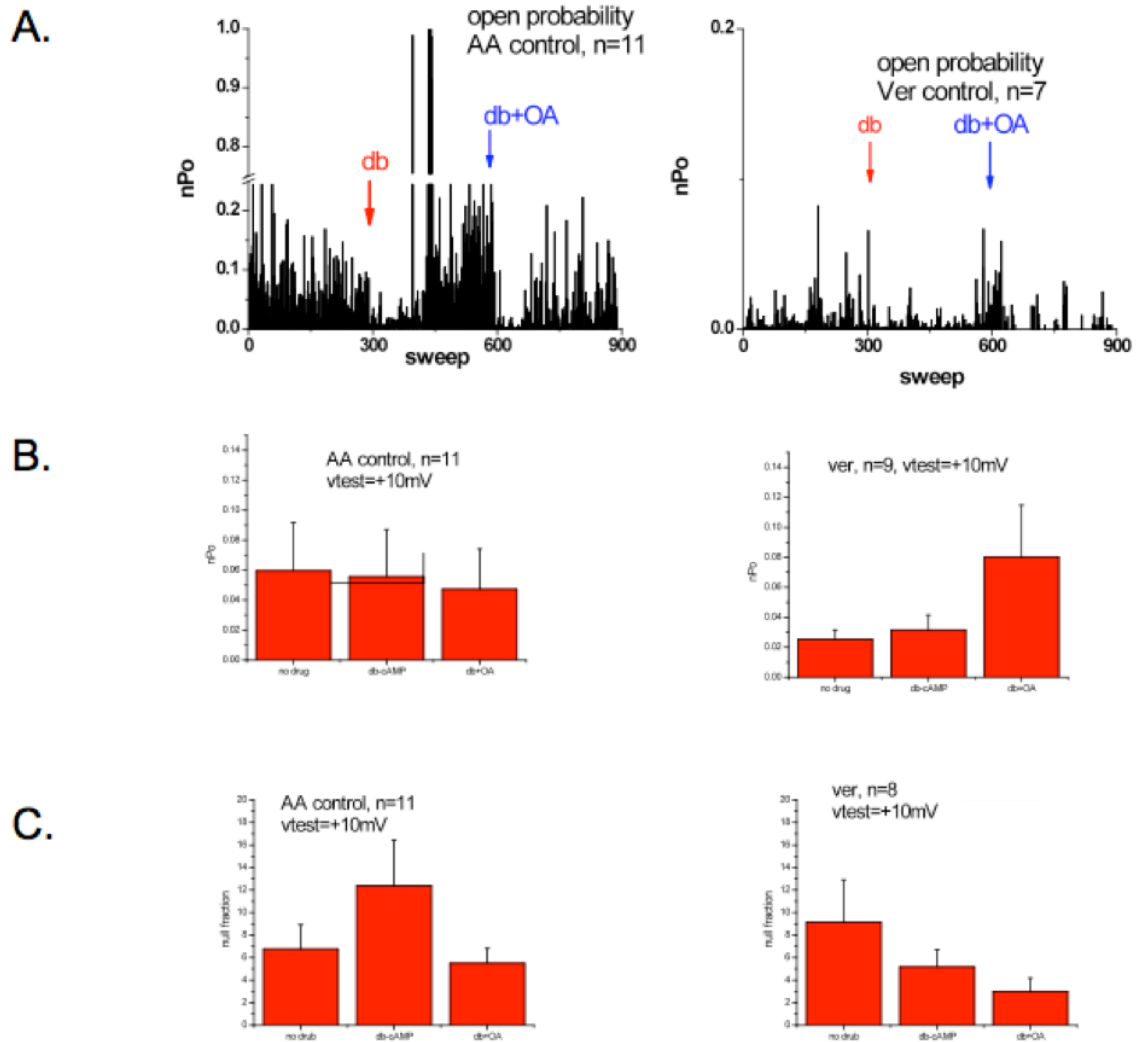 A.
open probability
AA control, n=11
1.0
0.9
0.8
0.2
0.1
0.0
nPo
db
db+OA
0
300
600
900
sweep
open probability
Ver control, n=7
0.2
0.1
0.0
nPo
db
db+OA
0
300
600
900
sweep
B.
AA control, n=11
vtest=+10mV
0.14
0.12
0.10
0.08
0.06
0.04
0.02
0.00
nPo
no drug
db-cAMP
db+OA
ver, n=9, vtest=+10mV
0.14
0.12
0.10
0.08
0.06
0.04
0.02
0.00
nPo
no drug
db-cAMP
db+OA
C.
AA control, n=11
vtest=+10mV
20
18
16
14
12
10
8
6
4
2
0
null fraction
no drub
db-cAMP
db+OA
ver, n=8
vtest=+10mV
20
18
16
14
12
10
8
6
4
2
0
null fraction
no drub
db-cAMP
db+OA